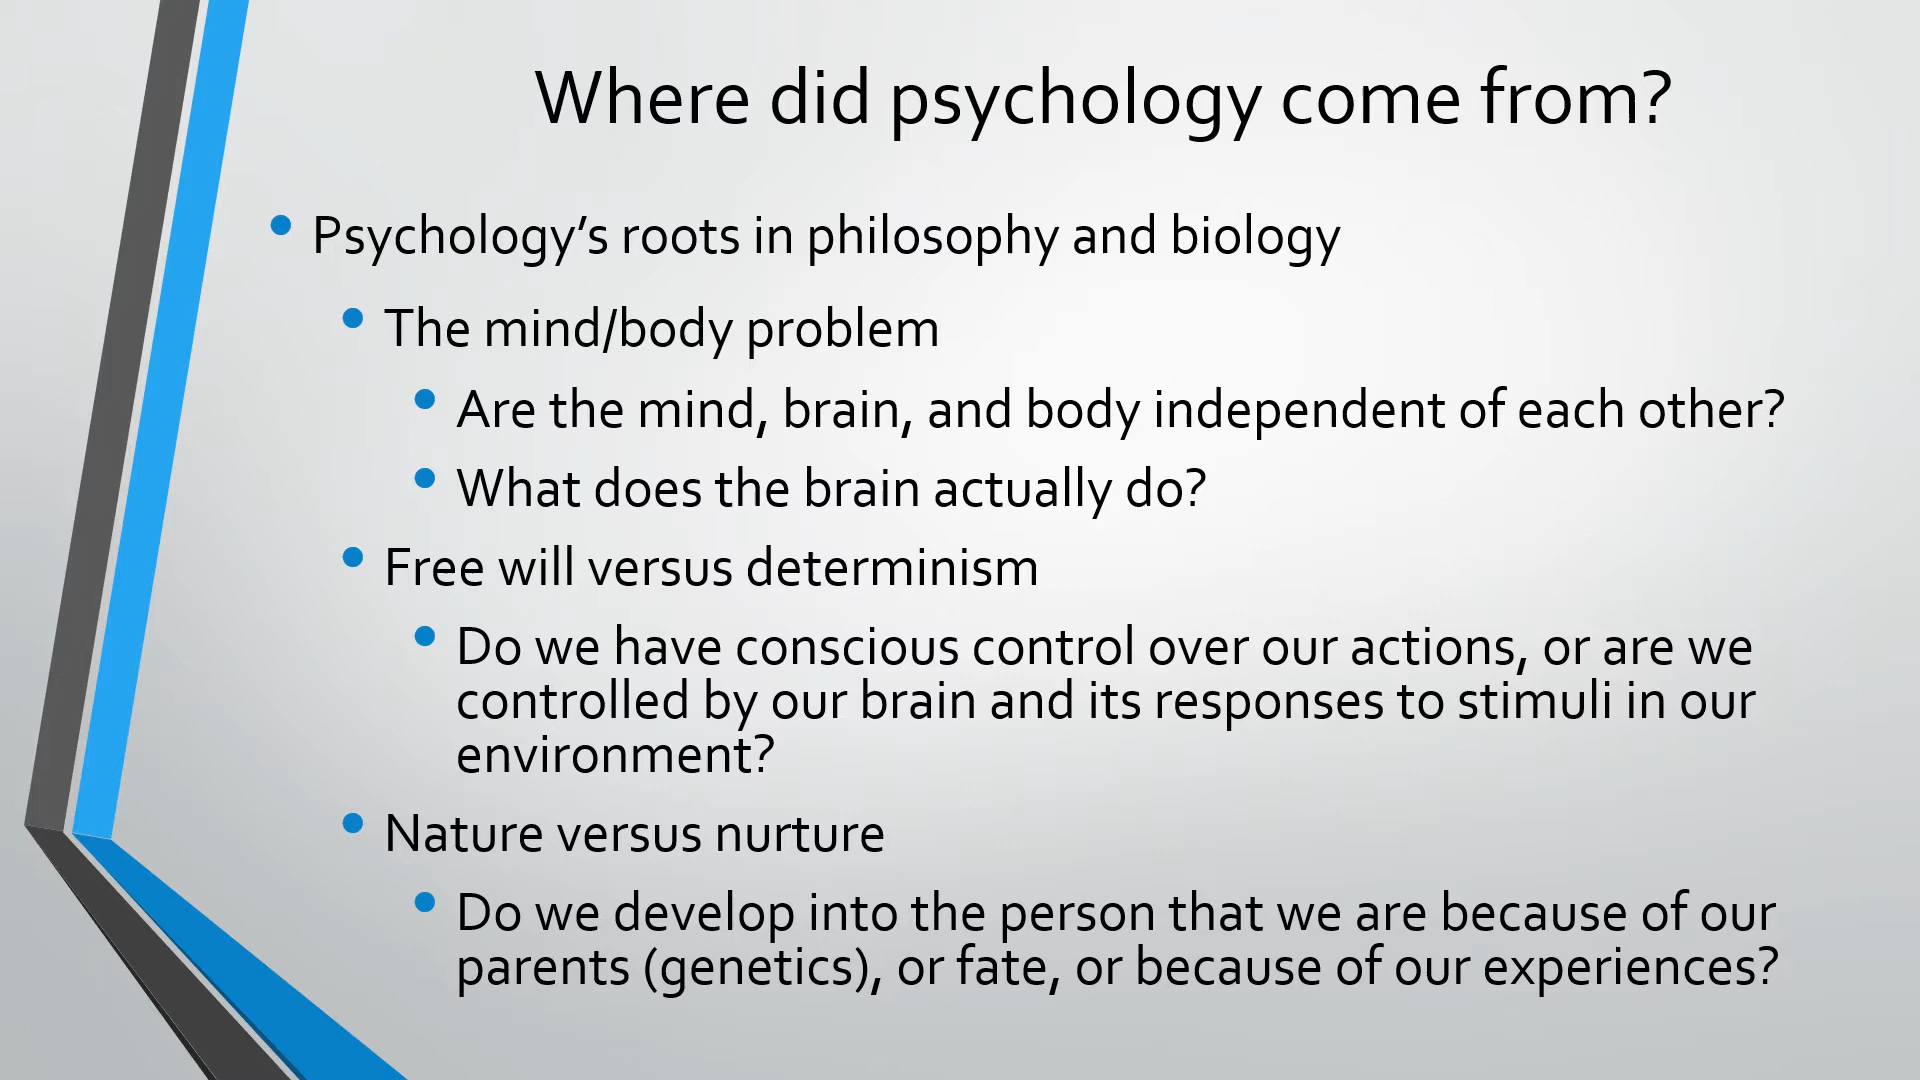 Where did psychology come from?
• Psychology’s roots in philosophy and biology
• The mind/body problem
• Are the mind, brain, and body independent of each other?
• What does the brain actually do?
• Free will versus determinism
• Do we have conscious control over our actions, or are we
controlled by our brain and its responses to stimuli in our
environment?
• Nature versus nurture
• Do we develop into the person that we are because of our
parents (genetics), or fate, or because of our experiences?